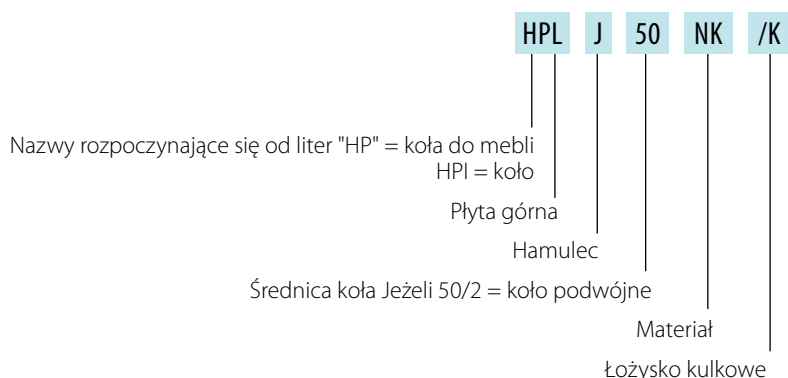 HPL J 50 NK /K
Nazwy rozpoczynające się od liter "HP" = koła do mebli
HPI = koło
Płyta górna
Hamulec
Średnica koła Jeżeli 50/2 = koło podwójne
Materiał
Łożysko kulkowe